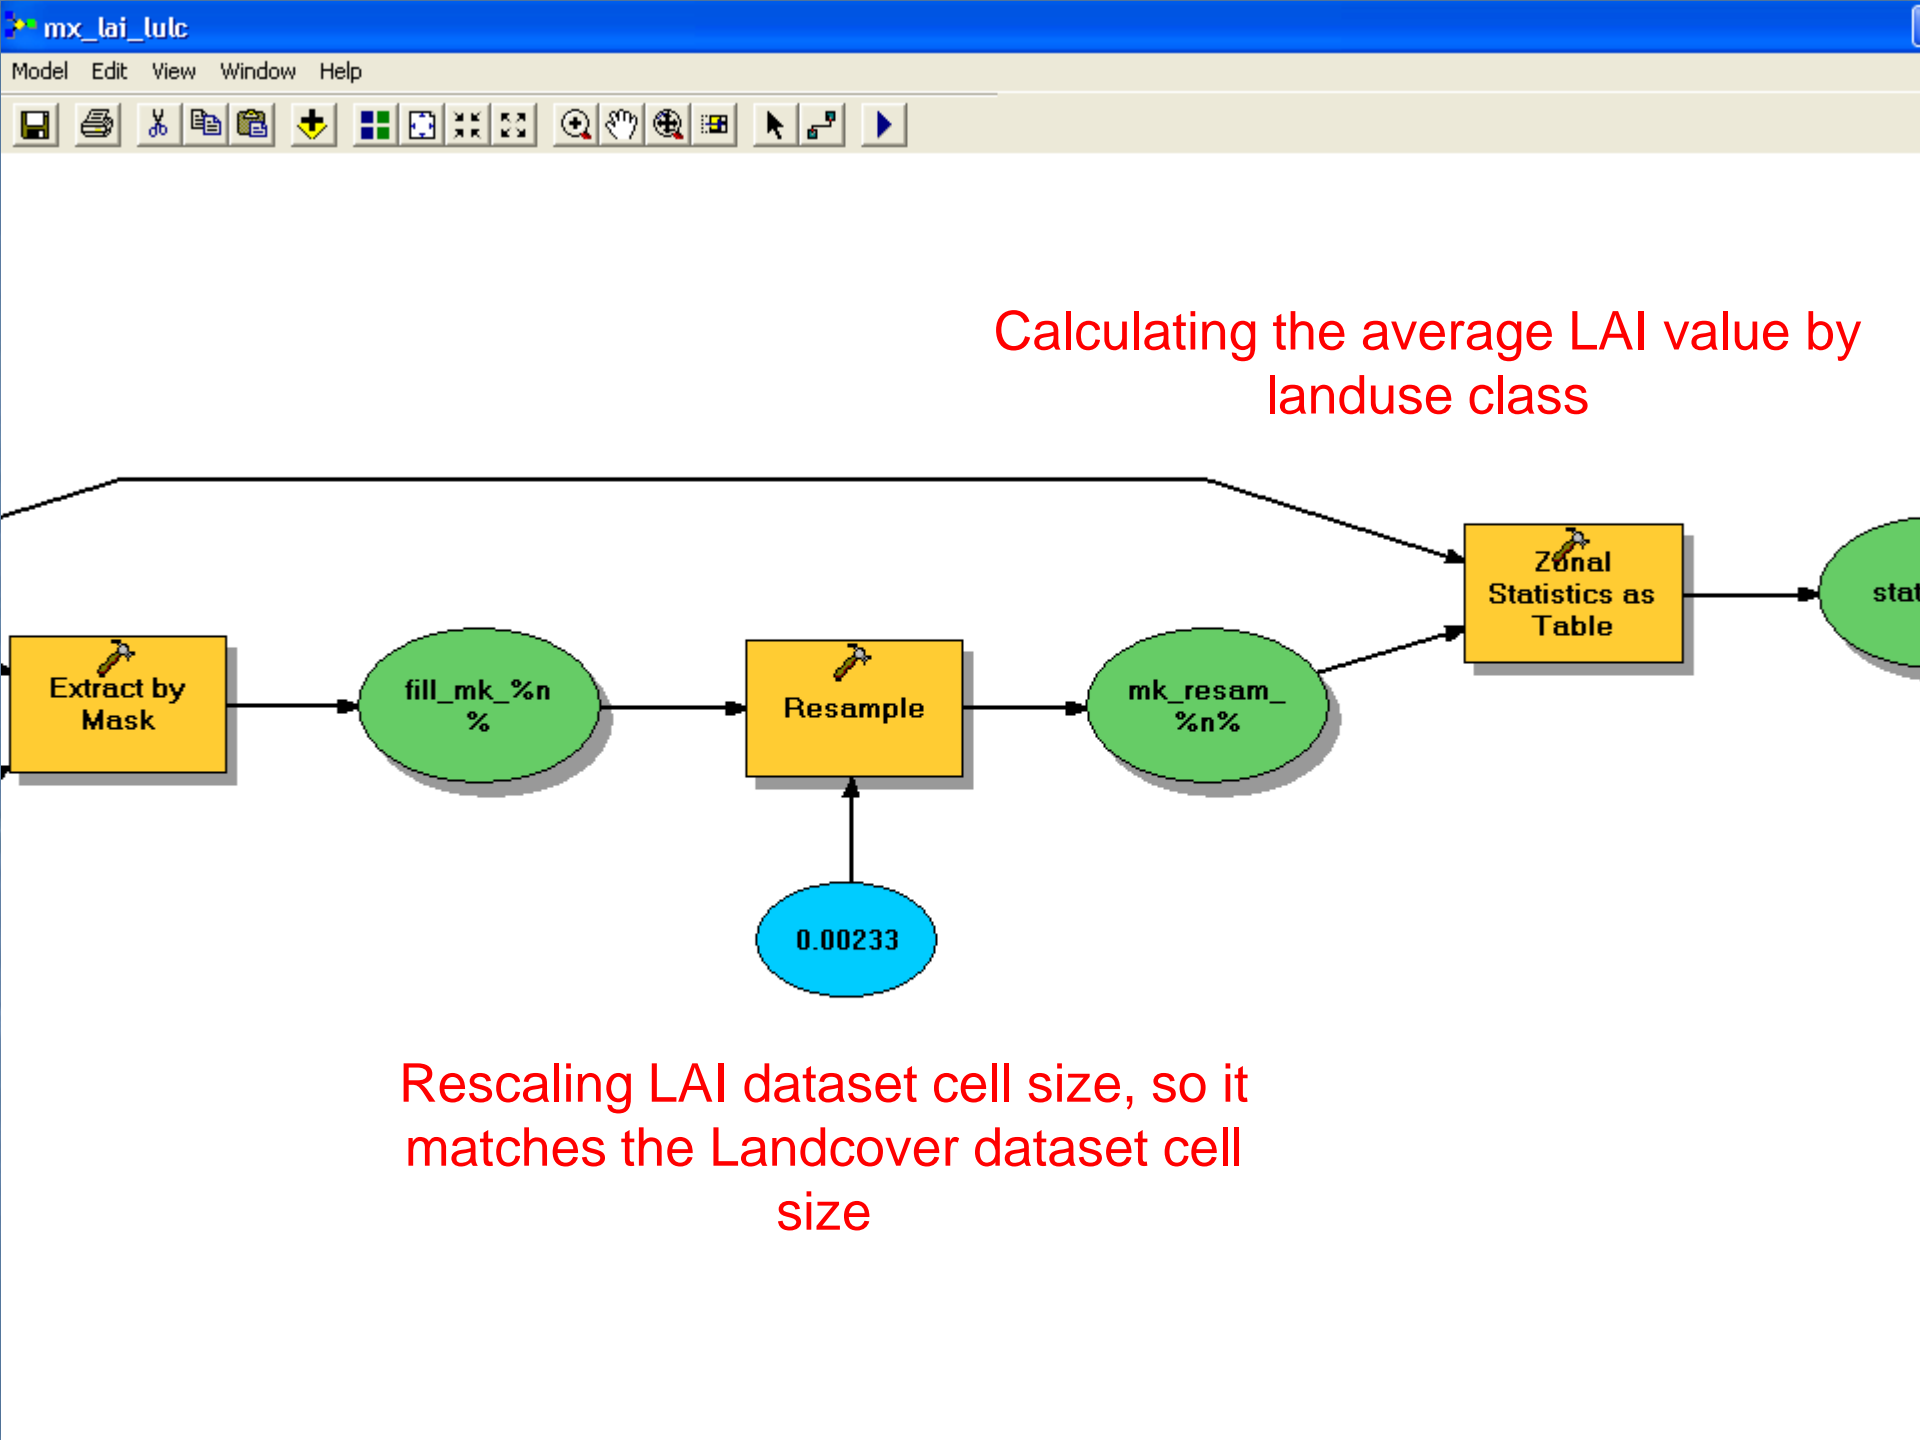 mx_lai_lulc
Model Edit View Window Help
Calculating the average LAI value by
landuse class
Zonal
Statistics as
Table
stat
Extract by
Mask
fill_mk_%n
%
Resample
mk_resam_
%n%
0.00233
Rescaling LAI dataset cell size, so it
matches the Landcover dataset cell
size